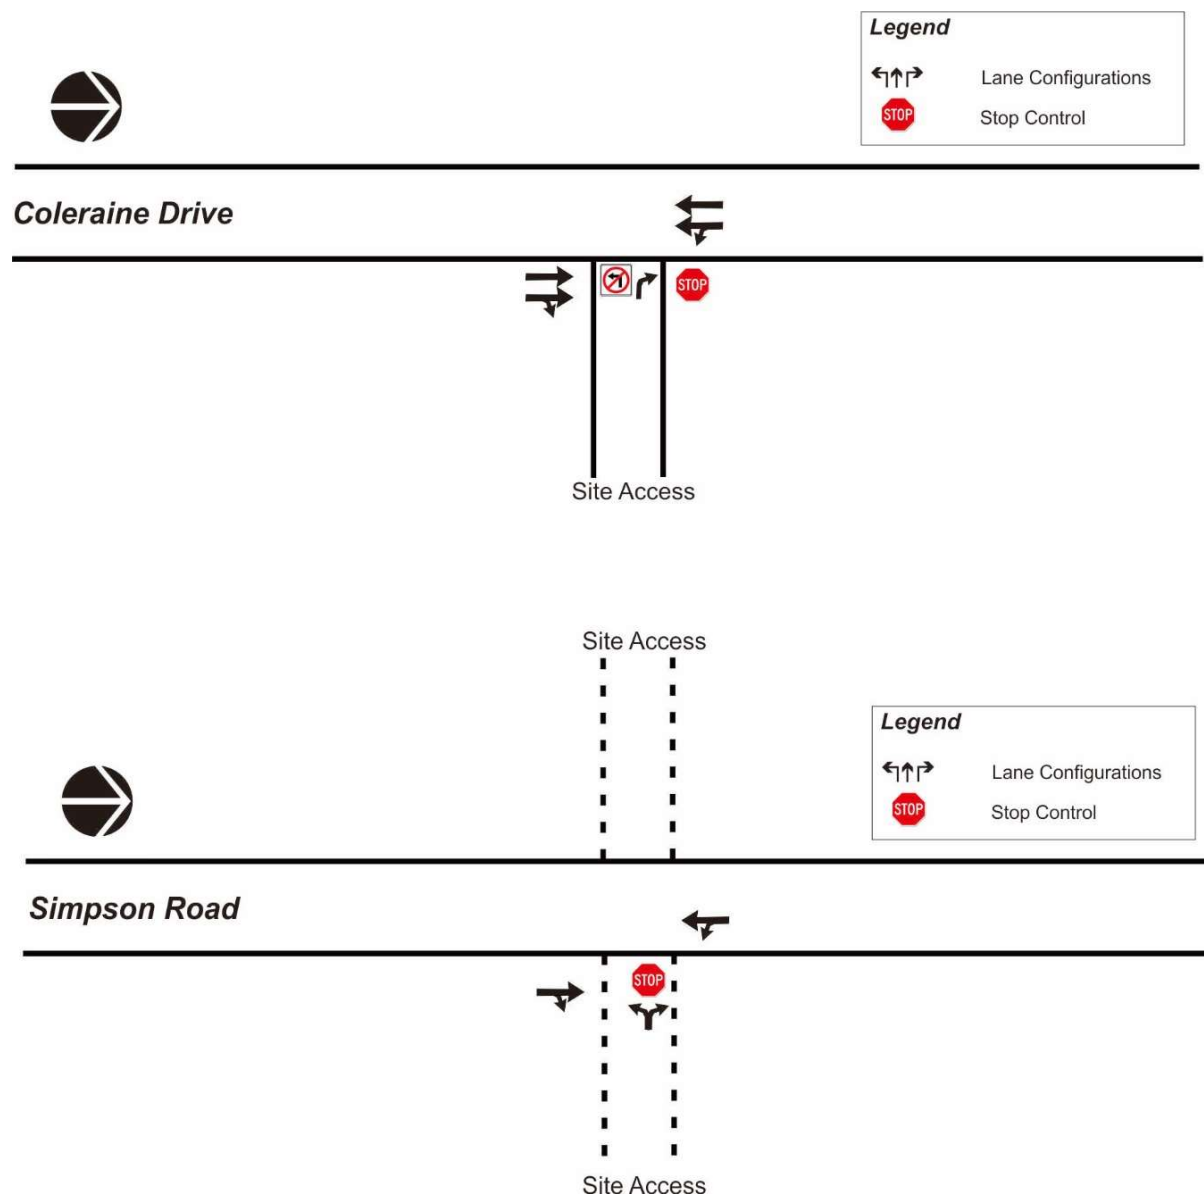 Legend
Lane Configurations
STOP Stop Control
Coleraine Drive
STOP
Site Access
Site Access
Legend
Lane Configurations
STOP Stop Control
Simpson Road
STOP
Site Access